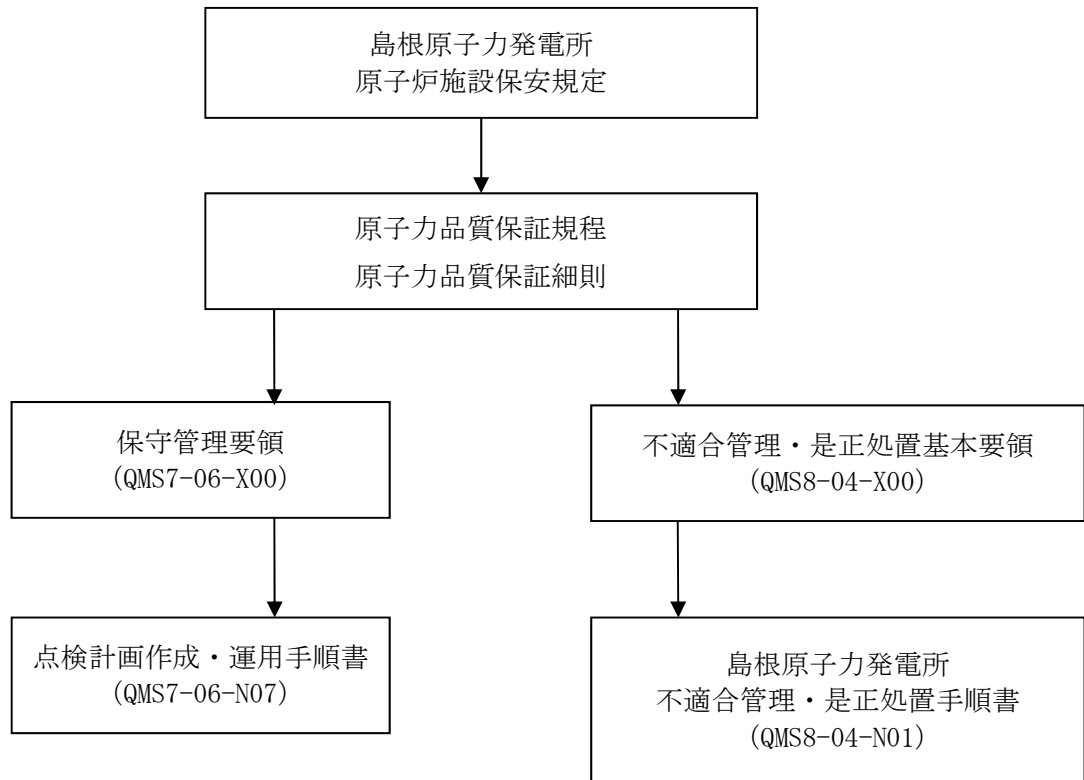 島根原子力発電所
原子炉施設保安規定
原子力品質保証規程
原子力品質保証細則
保守管理要領
(QMS7-06-X00)
不適合管理・是正処置基本要領
(QMS8-04-X00)
点検計画作成・運用手順書
(QMS7-06-N07)
島根原子力発電所
不適合管理・是正処置手順書
(QMS8-04-N01)